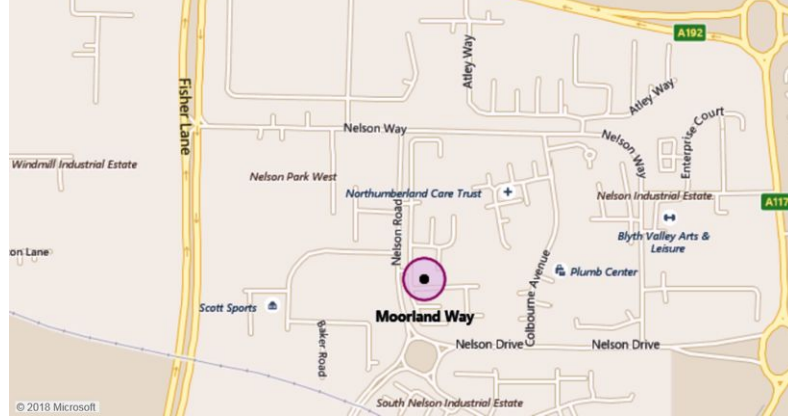 A192
Fisher Lane
Atley Way
Atley Way
Nelson Way
Nelson Way
Enterprise Court
Windmill Industrial Estate
Nelson Park West
Northumberland Care Trust
Nelson Industrial Estate
A117
Nelson Road
Blyth Valley Arts &
Leisure
on Lane
Plumb Center
Colbourne Avenue
Scott Sports
Moorland Way
Baker Road
Nelson Drive
Nelson Drive
South Nelson Industrial Estate
© 2018 Microsoft